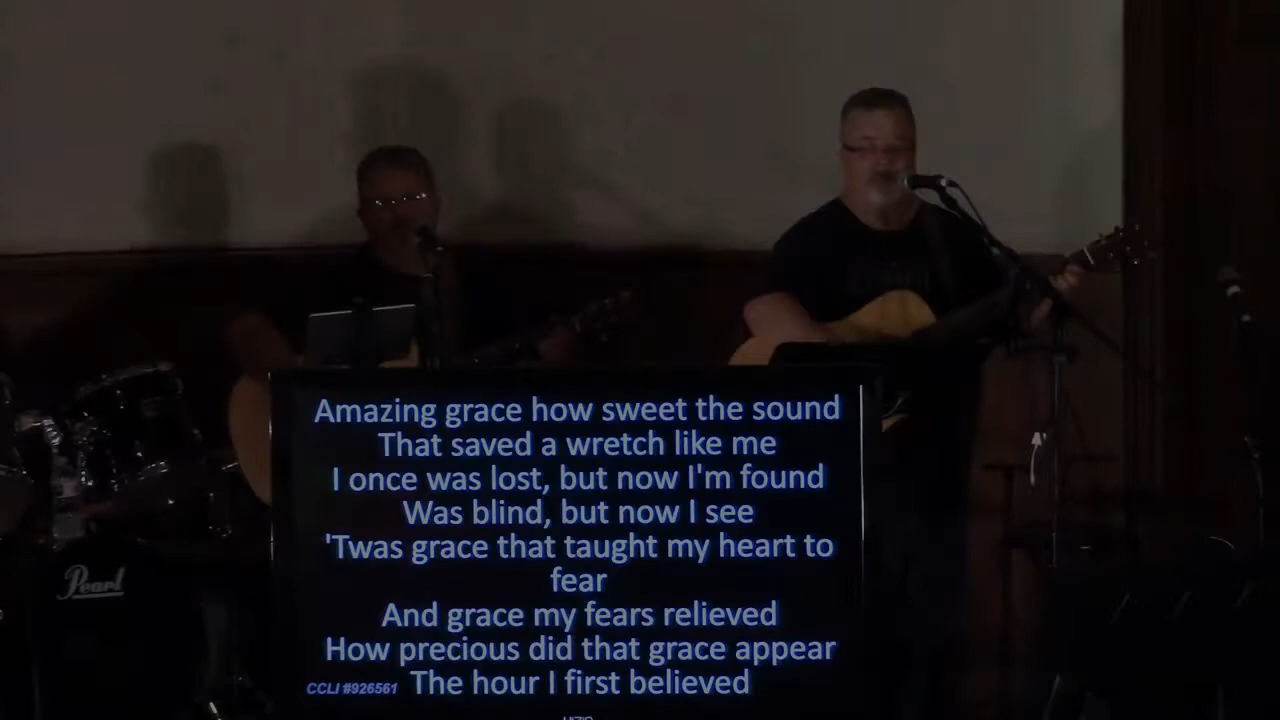 Amazing grace how sweet the sound
That saved a wretch like me
I once was lost, but now I'm found
Was blind, but now I see
'Twas grace that taught my heart to
fear
And grace my fears relieved
How precious did that grace appear
The hour I first believed
CCLI #926561
Pearl